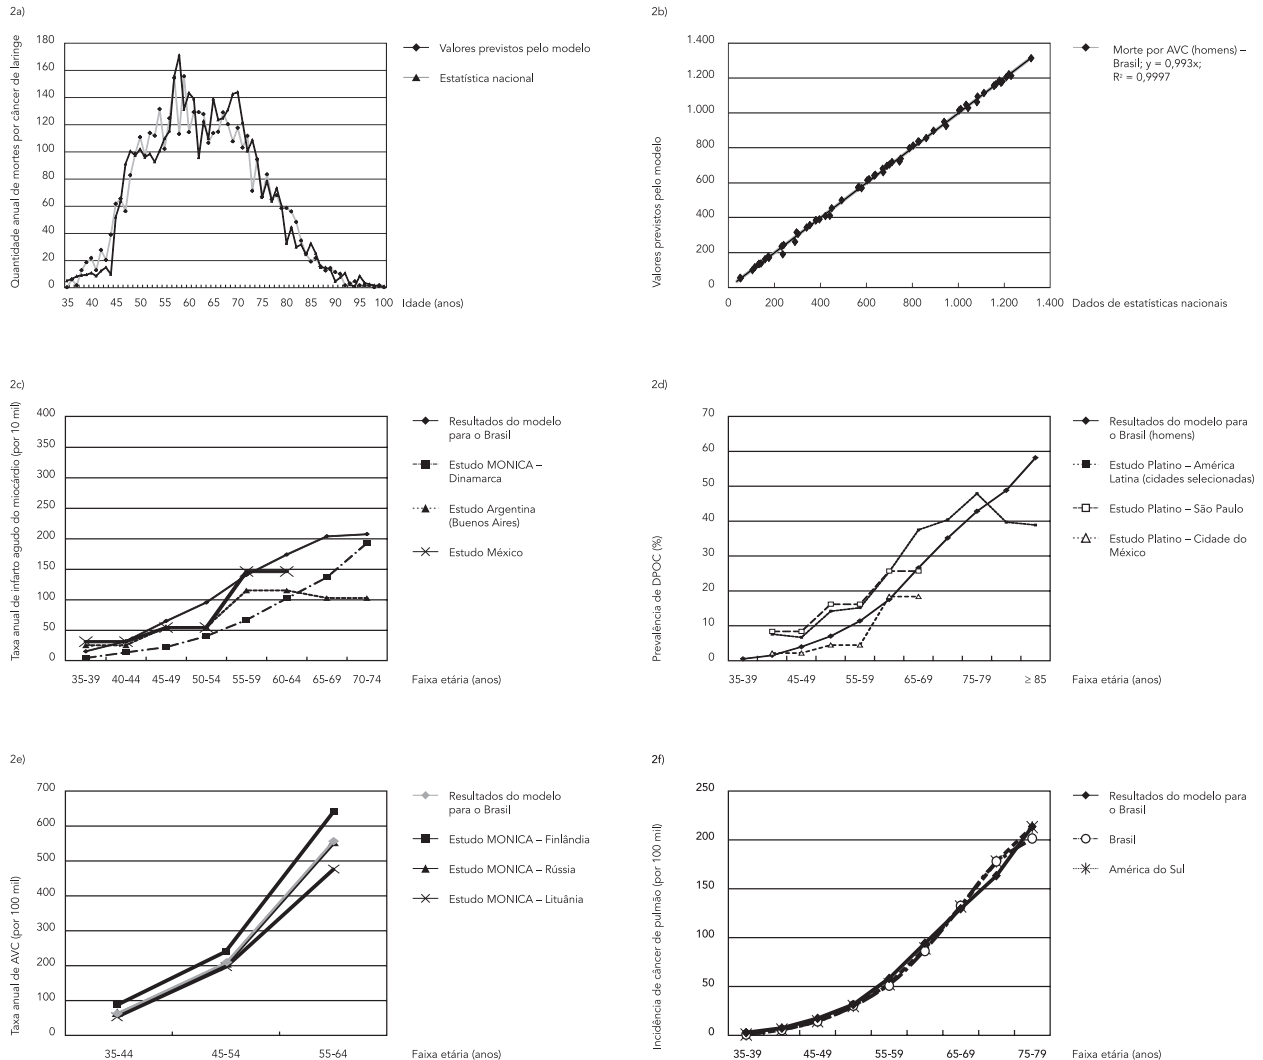 2a)
Quantidade anual de mortes por câncer de laringe
180
160
140
120
100
80
60
40
20
0
35 40 45 50 55 60 65 70 75 80 85 90 95 100
Idade (anos)
Valores previstos pelo modelo
Estatística nacional
2b)
Valores previstos pelo modelo
1.400
1.200
1.000
800
600
400
200
0
0 200 400 600 800 1.000 1.200 1.400
Dados de estatísticas nacionais
Morte por AVC (homens) –
Brasil; y = 0,993x;
R² = 0,9997
2c)
Taxa anual de infarto agudo do miocárdio (por 10 mil)
400
350
300
250
200
150
100
50
0
35-39 40-44 45-49 50-54 55-59 60-64 65-69 70-74
Faixa etária (anos)
Resultados do modelo
para o Brasil
Estudo MONICA –
Dinamarca
Estudo Argentina
(Buenos Aires)
Estudo México
2d)
Prevalência de DPOC (%)
70
60
50
40
30
20
10
0
35-39 45-49 55-59 65-69 75-79 ≥ 85
Faixa etária (anos)
Resultados do modelo para
o Brasil (homens)
Estudo Platino – América
Latina (cidades selecionadas)
Estudo Platino – São Paulo
Estudo Platino – Cidade do
México
2e)
Taxa anual de AVC (por 100 mil)
700
600
500
400
300
200
100
0
35-44 45-54 55-64
Faixa etária (anos)
Resultados do modelo
para o Brasil
Estudo MONICA – Finlândia
Estudo MONICA – Rússia
Estudo MONICA – Lituânia
2f)
Incidência de câncer de pulmão (por 100 mil)
250
200
150
100
50
0
35-39 45-49 55-59 65-69 75-79
Faixa etária (anos)
Resultados do modelo para
o Brasil
Brasil
América do Sul